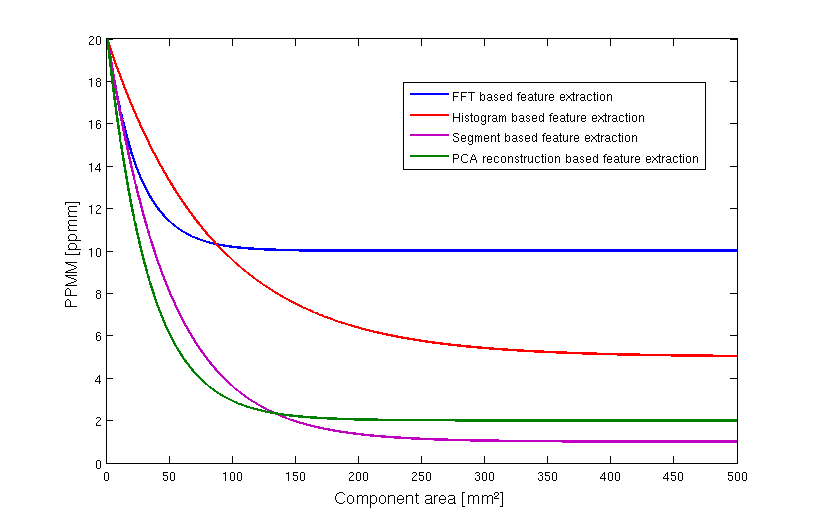 20
18
16
14
12
10
8
6
4
2
0
PPMM [ppmm]
FFT based feature extraction
Histogram based feature extraction
Segment based feature extraction
PCA reconstruction based feature extraction
0 50 100 150 200 250 300 350 400 450 500
Component area [mm²]